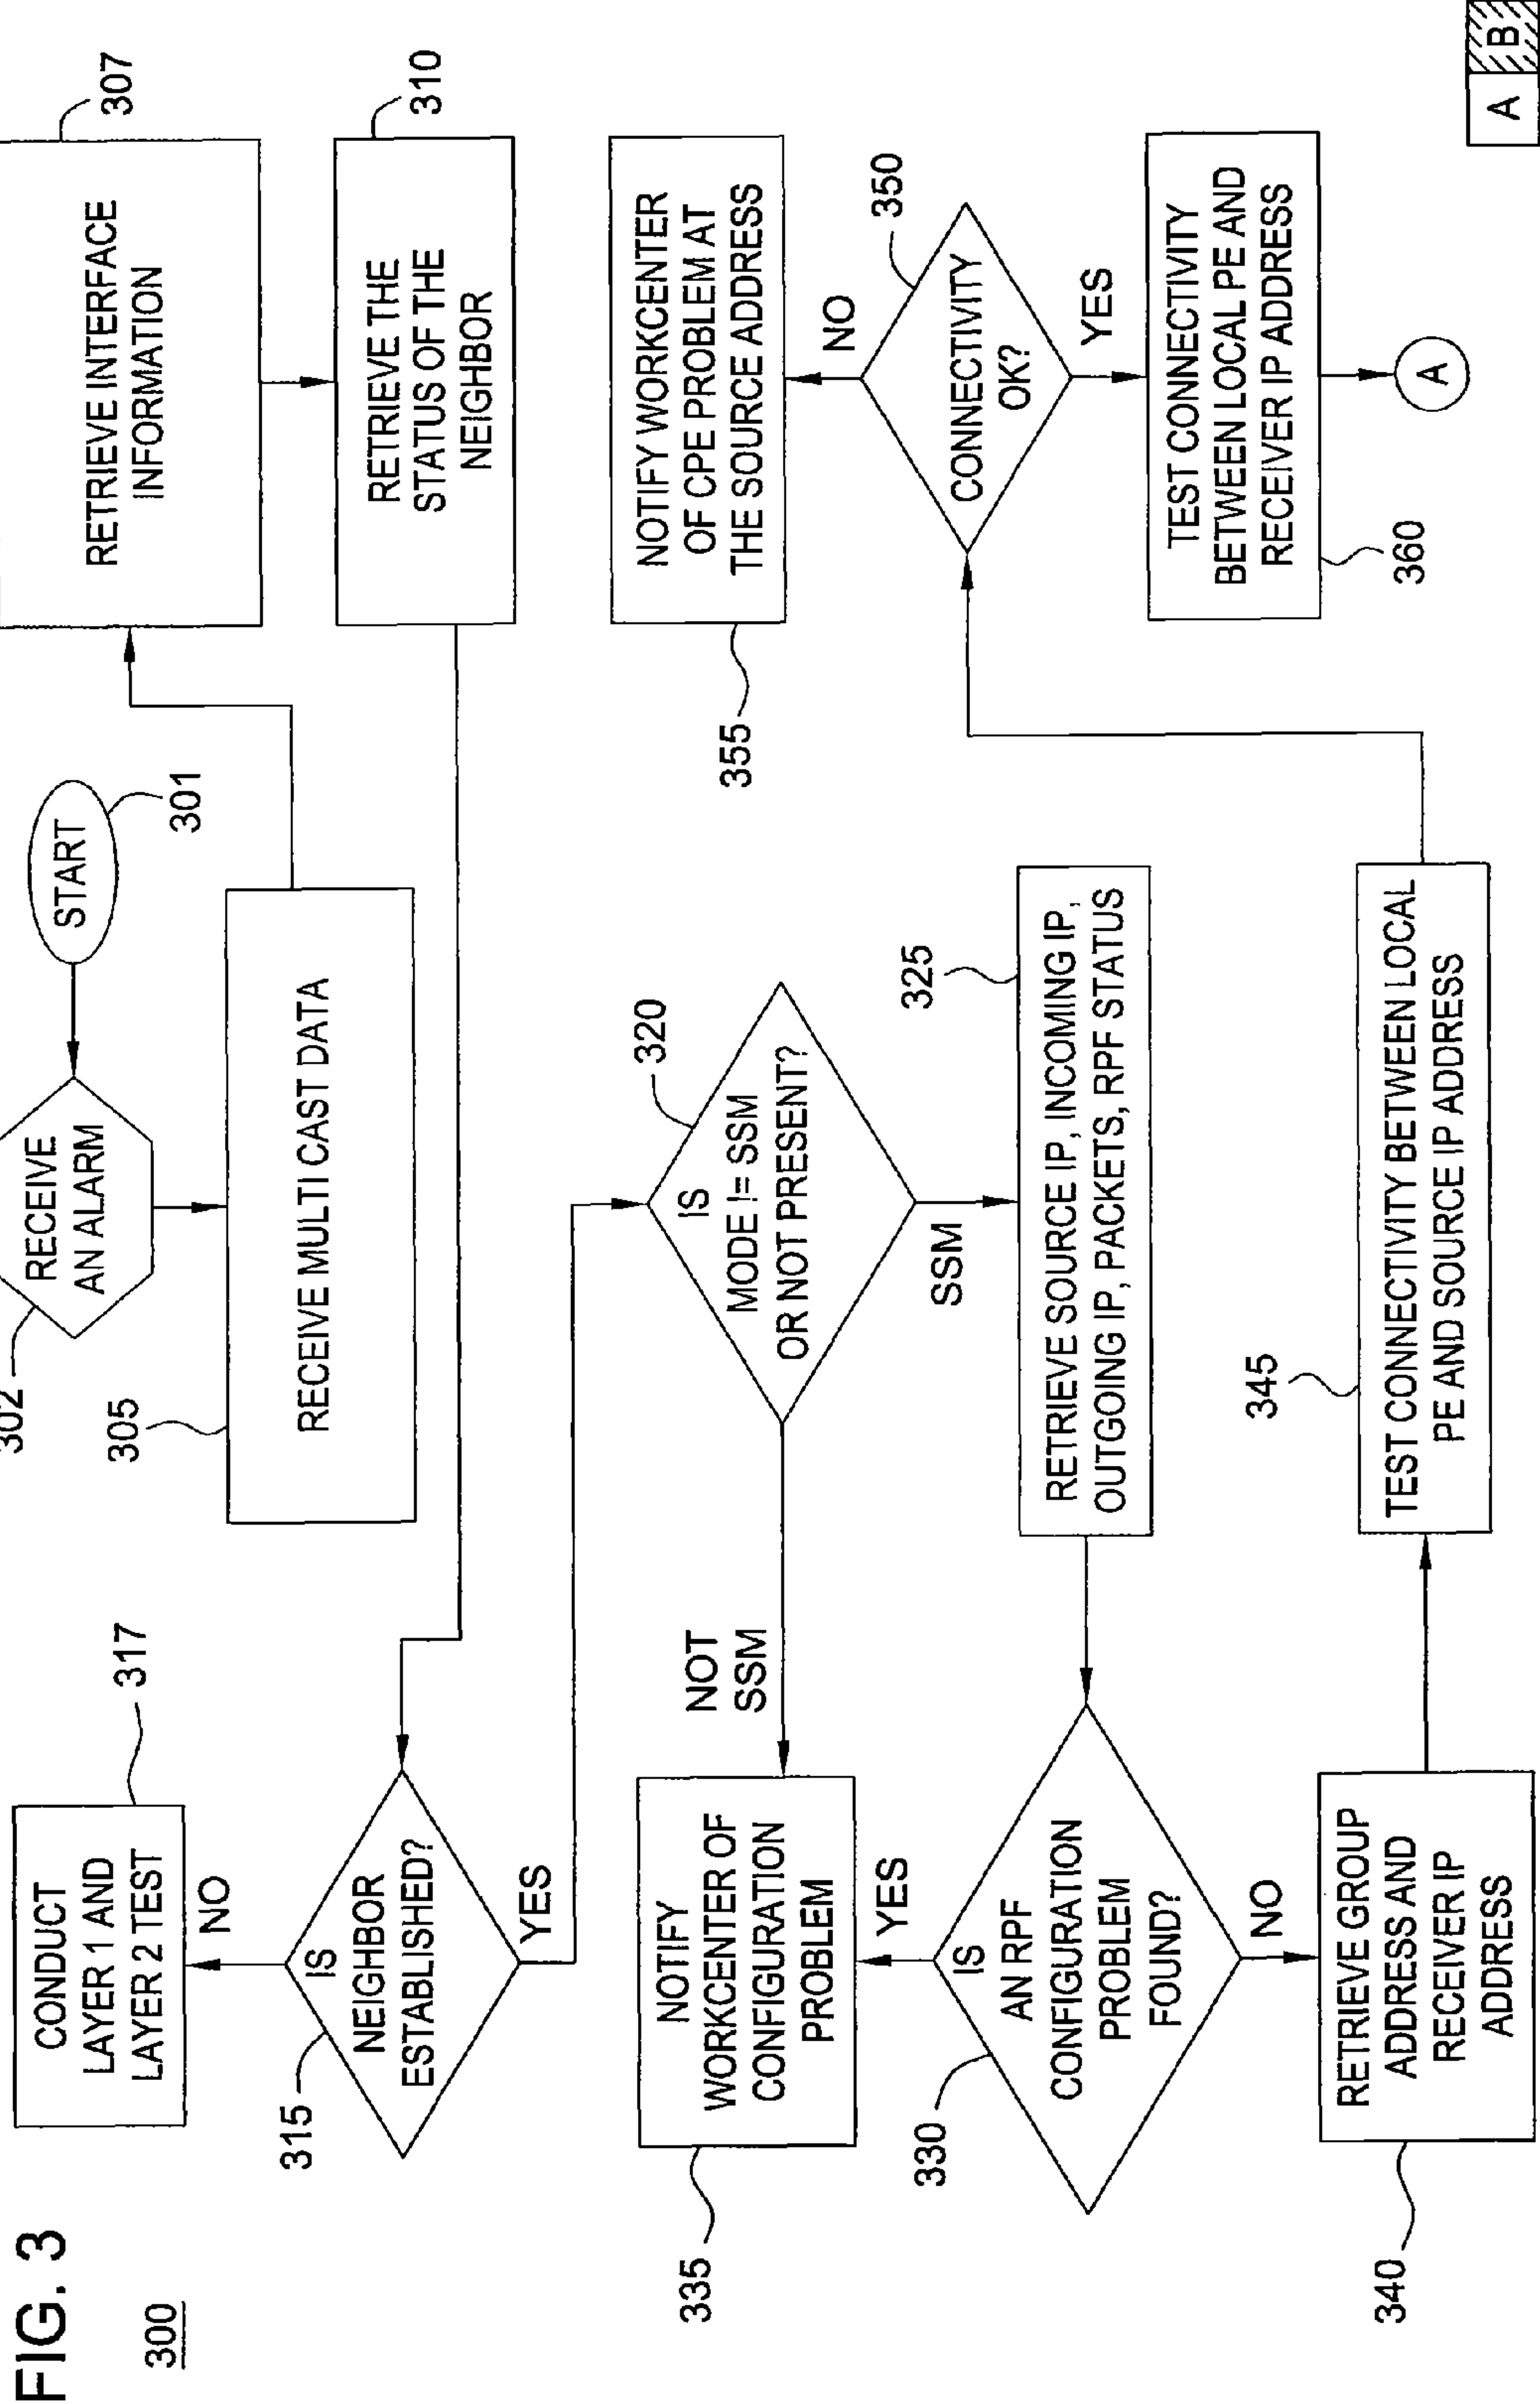 FIG. 3
300
START
301
RECEIVE
AN ALARM
302
RECEIVE MULTI CAST DATA
305
RETRIEVE INTERFACE
INFORMATION
307
RETRIEVE THE
STATUS OF THE
NEIGHBOR
310
IS
NEIGHBOR
ESTABLISHED?
315
NO
YES
CONDUCT
LAYER 1 AND
LAYER 2 TEST
317
IS
MODE != SSM
OR NOT PRESENT?
320
NOT
SSM
SSM
RETRIEVE SOURCE IP, INCOMING IP,
OUTGOING IP, PACKETS, RPF STATUS
325
IS
AN RPF
CONFIGURATION
PROBLEM
FOUND?
330
YES
NO
NOTIFY
WORKCENTER OF
CONFIGURATION
PROBLEM
335
RETRIEVE GROUP
ADDRESS AND
RECEIVER IP
ADDRESS
340
TEST CONNECTIVITY BETWEEN LOCAL
PE AND SOURCE IP ADDRESS
345
CONNECTIVITY
OK?
350
NO
YES
NOTIFY WORKCENTER
OF CPE PROBLEM AT
THE SOURCE ADDRESS
355
TEST CONNECTIVITY
BETWEEN LOCAL PE AND
RECEIVER IP ADDRESS
360
A
A B